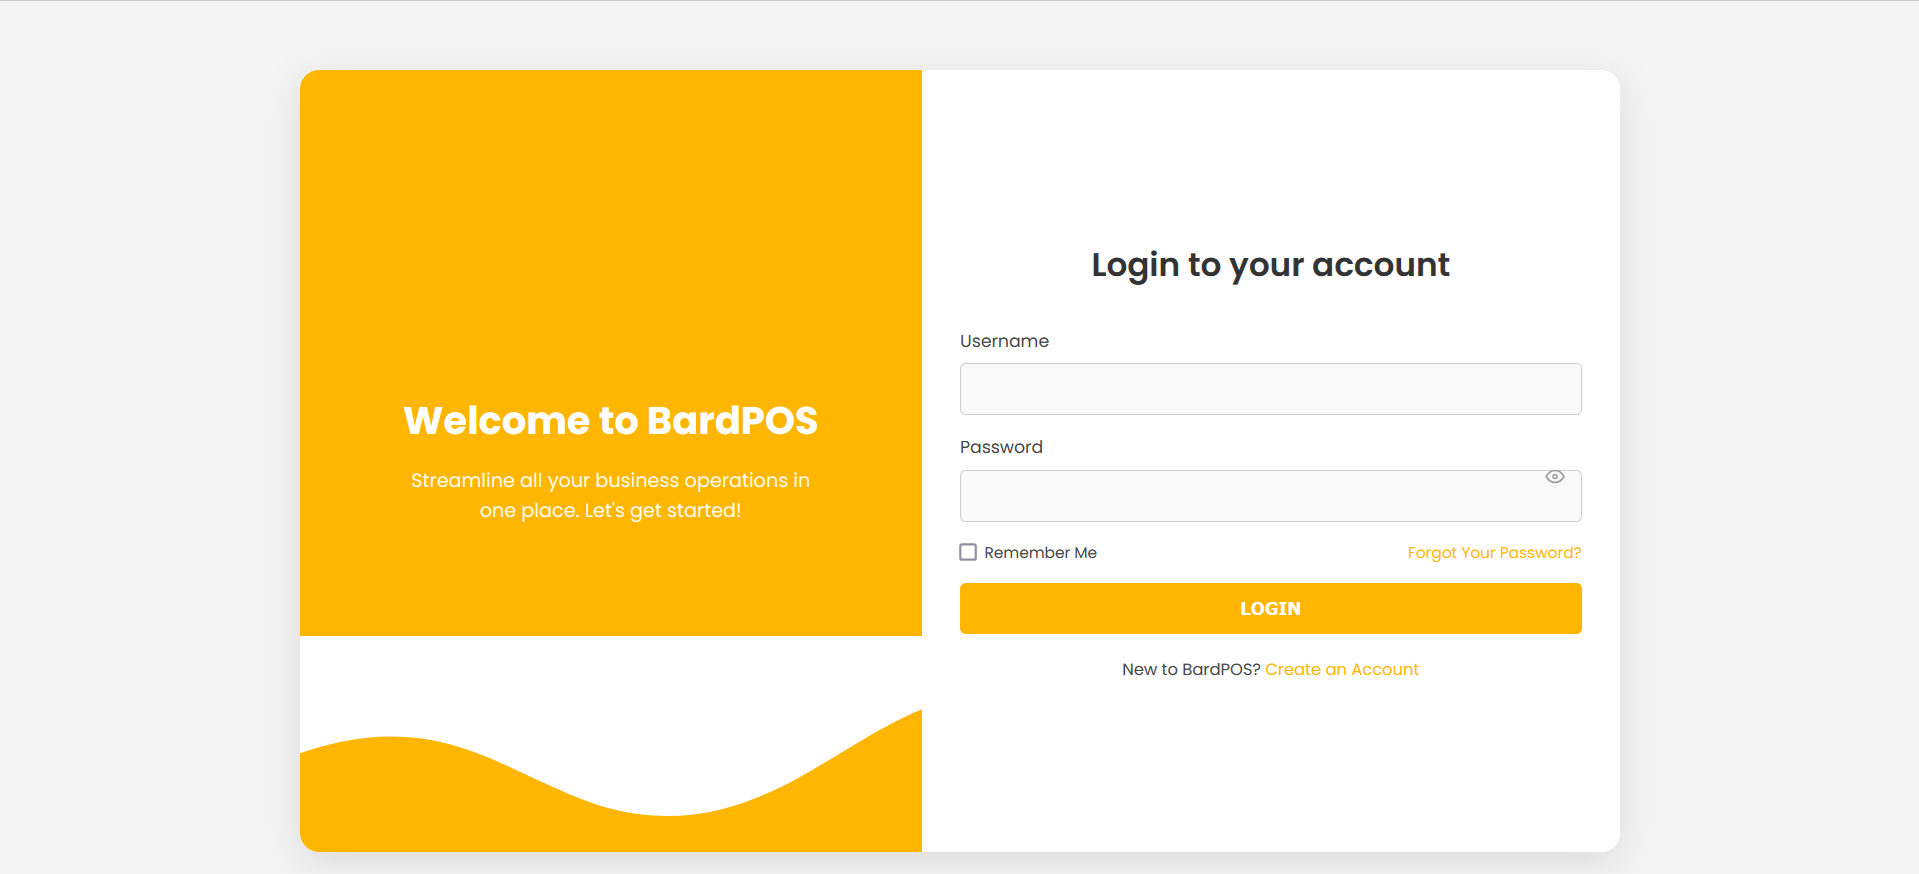 Welcome to BardPOS
Streamline all your business operations in
one place. Let's get started!
Login to your account
Username
Password
Remember Me
Forgot Your Password?
LOGIN
New to BardPOS? Create an Account